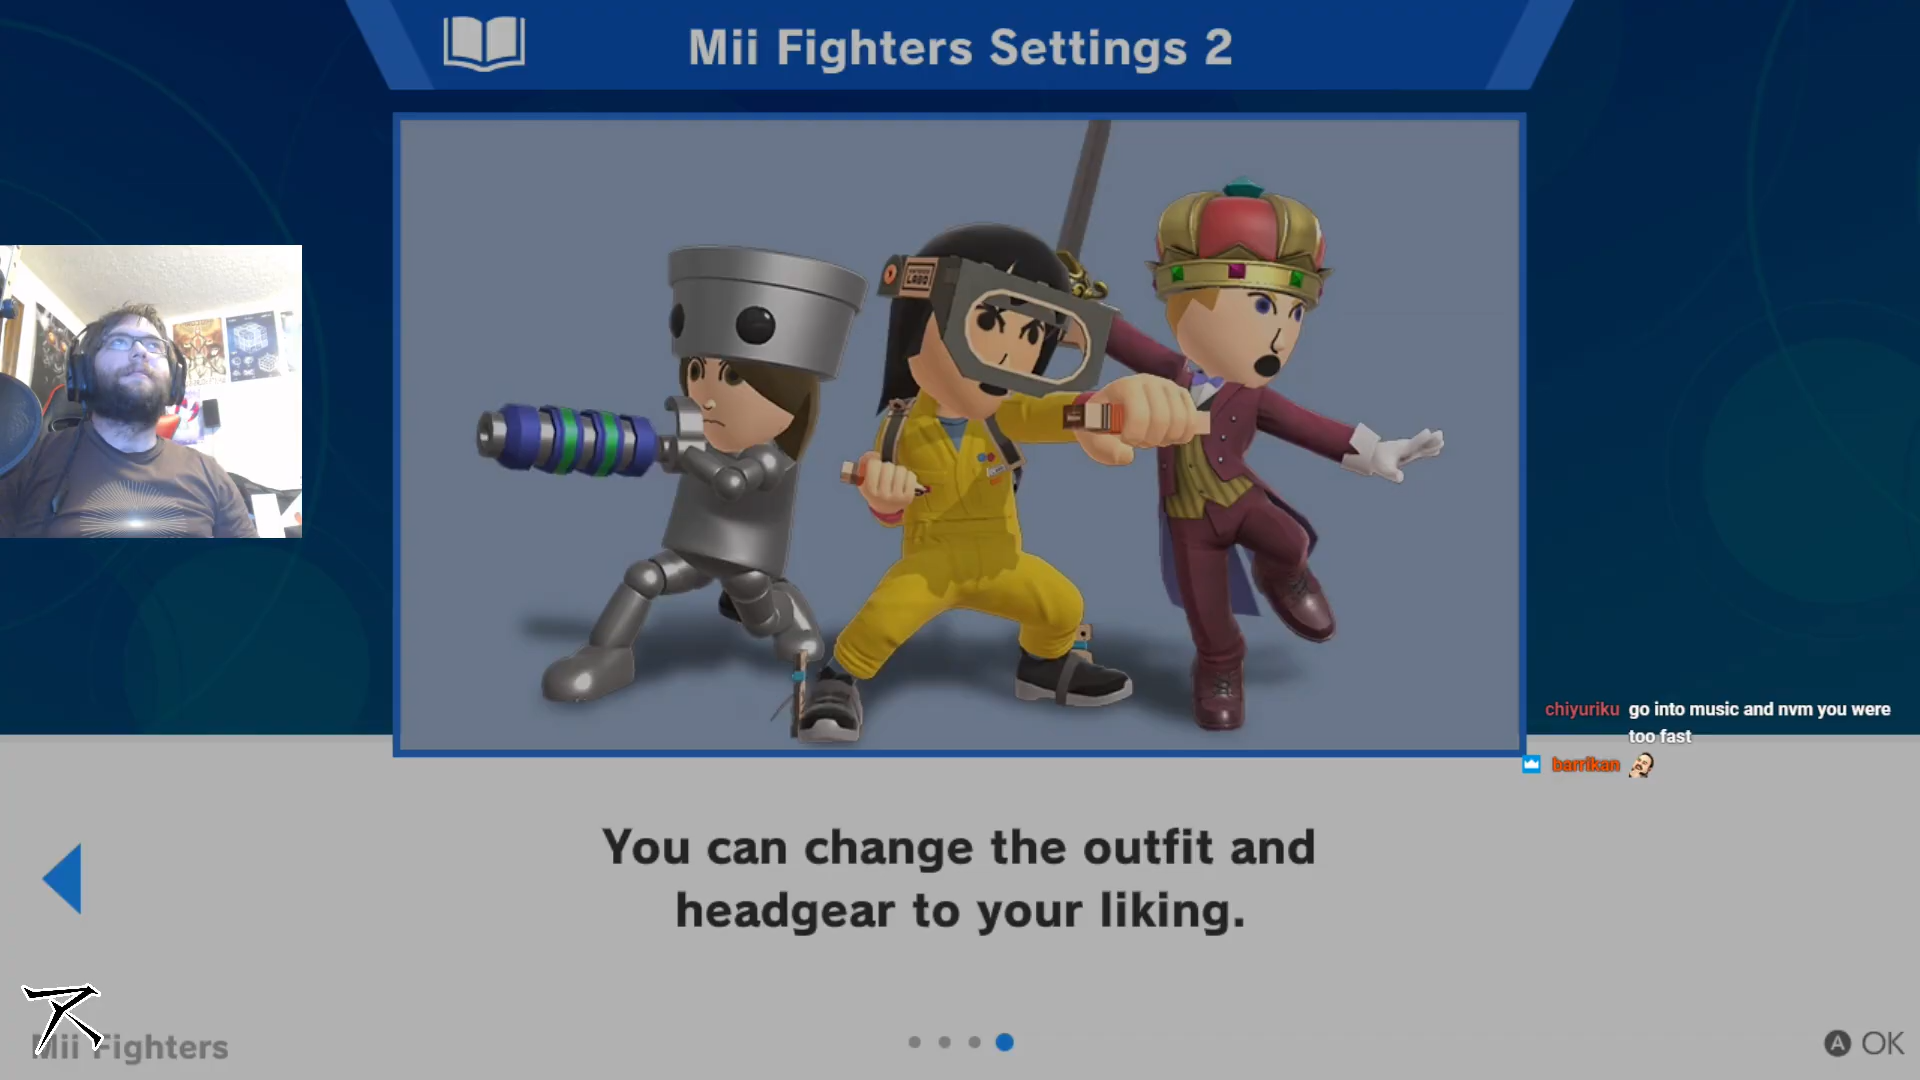 Mii Fighters Settings 2
LABO
chiyuriku go into music and nvm you were
too fast
barrikan
You can change the outfit and
headgear to your liking.
Mii Fighters
A OK